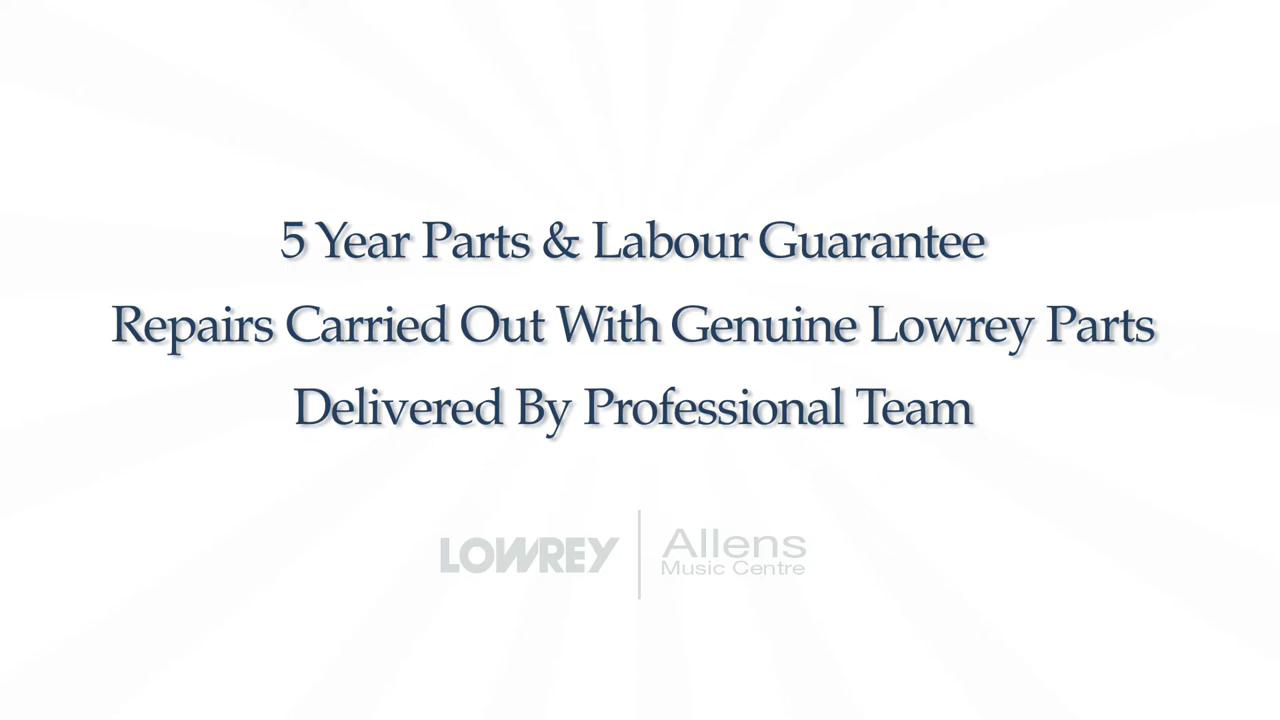 5 Year Parts & Labour Guarantee
Repairs Carried Out With Genuine Lowrey Parts
Delivered By Professional Team
LOWREY
Allens
Music Centre